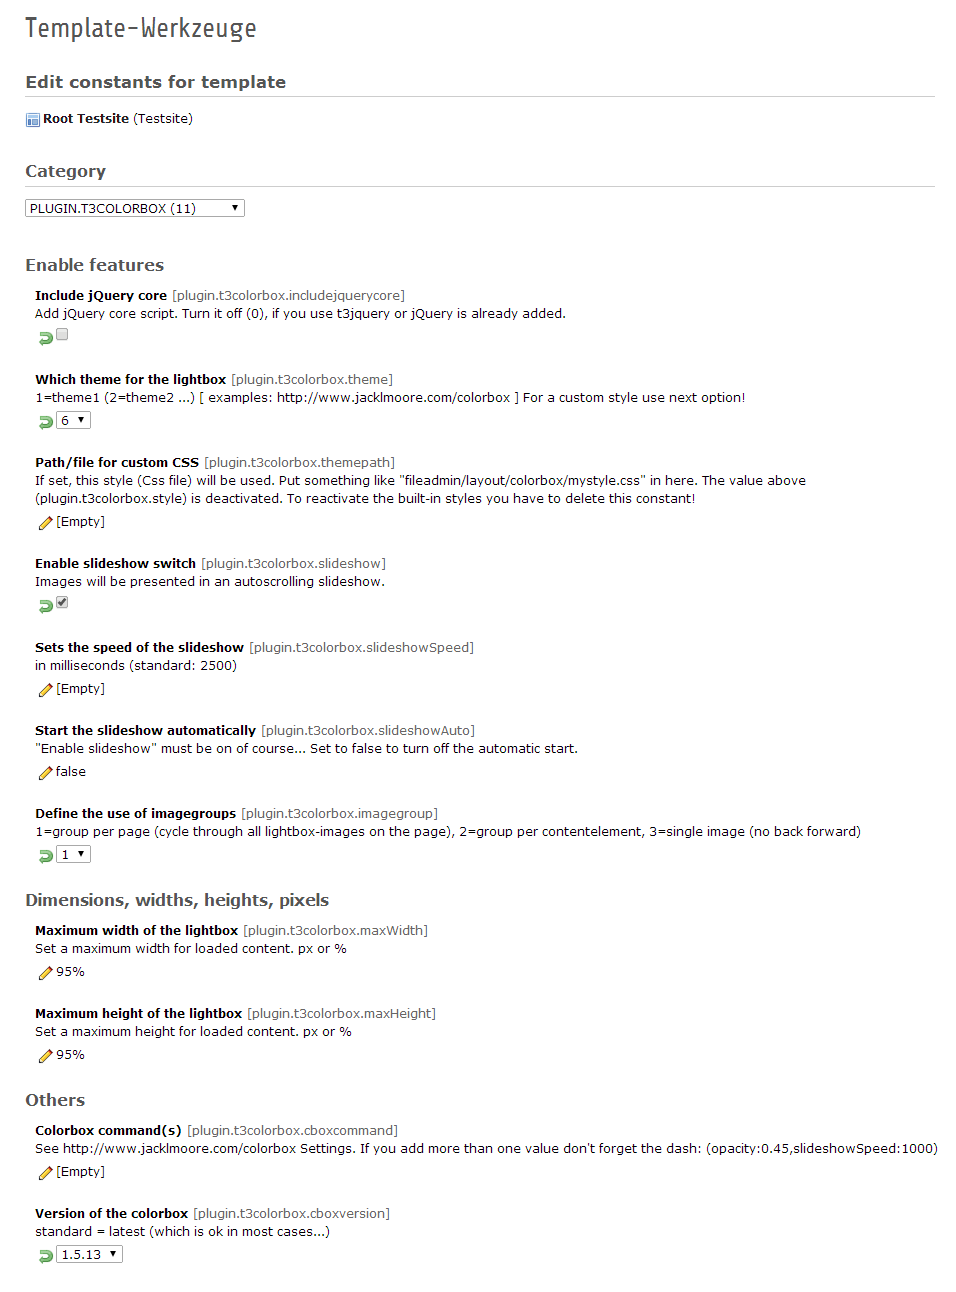 Template-Werkzeuge
Edit constants for template
Root Testsite (Testsite)
Category
PLUGIN.T3COLORBOX (11)
Enable features
Include jQuery core [plugin.t3colorbox.includejquerycore]
Add jQuery core script. Turn it off (0), if you use t3jquery or jQuery is already added.
Which theme for the lightbox [plugin.t3colorbox.theme]
1=theme1 (2=theme2 ...) [ examples: http://www.jacklmoore.com/colorbox ] For a custom style use next option!
6
Path/file for custom CSS [plugin.t3colorbox.themepath]
If set, this style (Css file) will be used. Put something like "fileadmin/layout/colorbox/mystyle.css" in here. The value above
(plugin.t3colorbox.style) is deactivated. To reactivate the built-in styles you have to delete this constant!
[Empty]
Enable slideshow switch [plugin.t3colorbox.slideshow]
Images will be presented in an autoscrolling slideshow.
Sets the speed of the slideshow [plugin.t3colorbox.slideshowSpeed]
in milliseconds (standard: 2500)
[Empty]
Start the slideshow automatically [plugin.t3colorbox.slideshowAuto]
"Enable slideshow" must be on of course... Set to false to turn off the automatic start.
false
Define the use of imagegroups [plugin.t3colorbox.imagegroup]
1=group per page (cycle through all lightbox-images on the page), 2=group per contentelement, 3=single image (no back forward)
1
Dimensions, widths, heights, pixels
Maximum width of the lightbox [plugin.t3colorbox.maxWidth]
Set a maximum width for loaded content. px or %
95%
Maximum height of the lightbox [plugin.t3colorbox.maxHeight]
Set a maximum height for loaded content. px or %
95%
Others
Colorbox command(s) [plugin.t3colorbox.cboxcommand]
See http://www.jacklmoore.com/colorbox Settings. If you add more than one value don't forget the dash: (opacity:0.45,slideshowSpeed:1000)
[Empty]
Version of the colorbox [plugin.t3colorbox.cboxversion]
standard = latest (which is ok in most cases...)
1.5.13